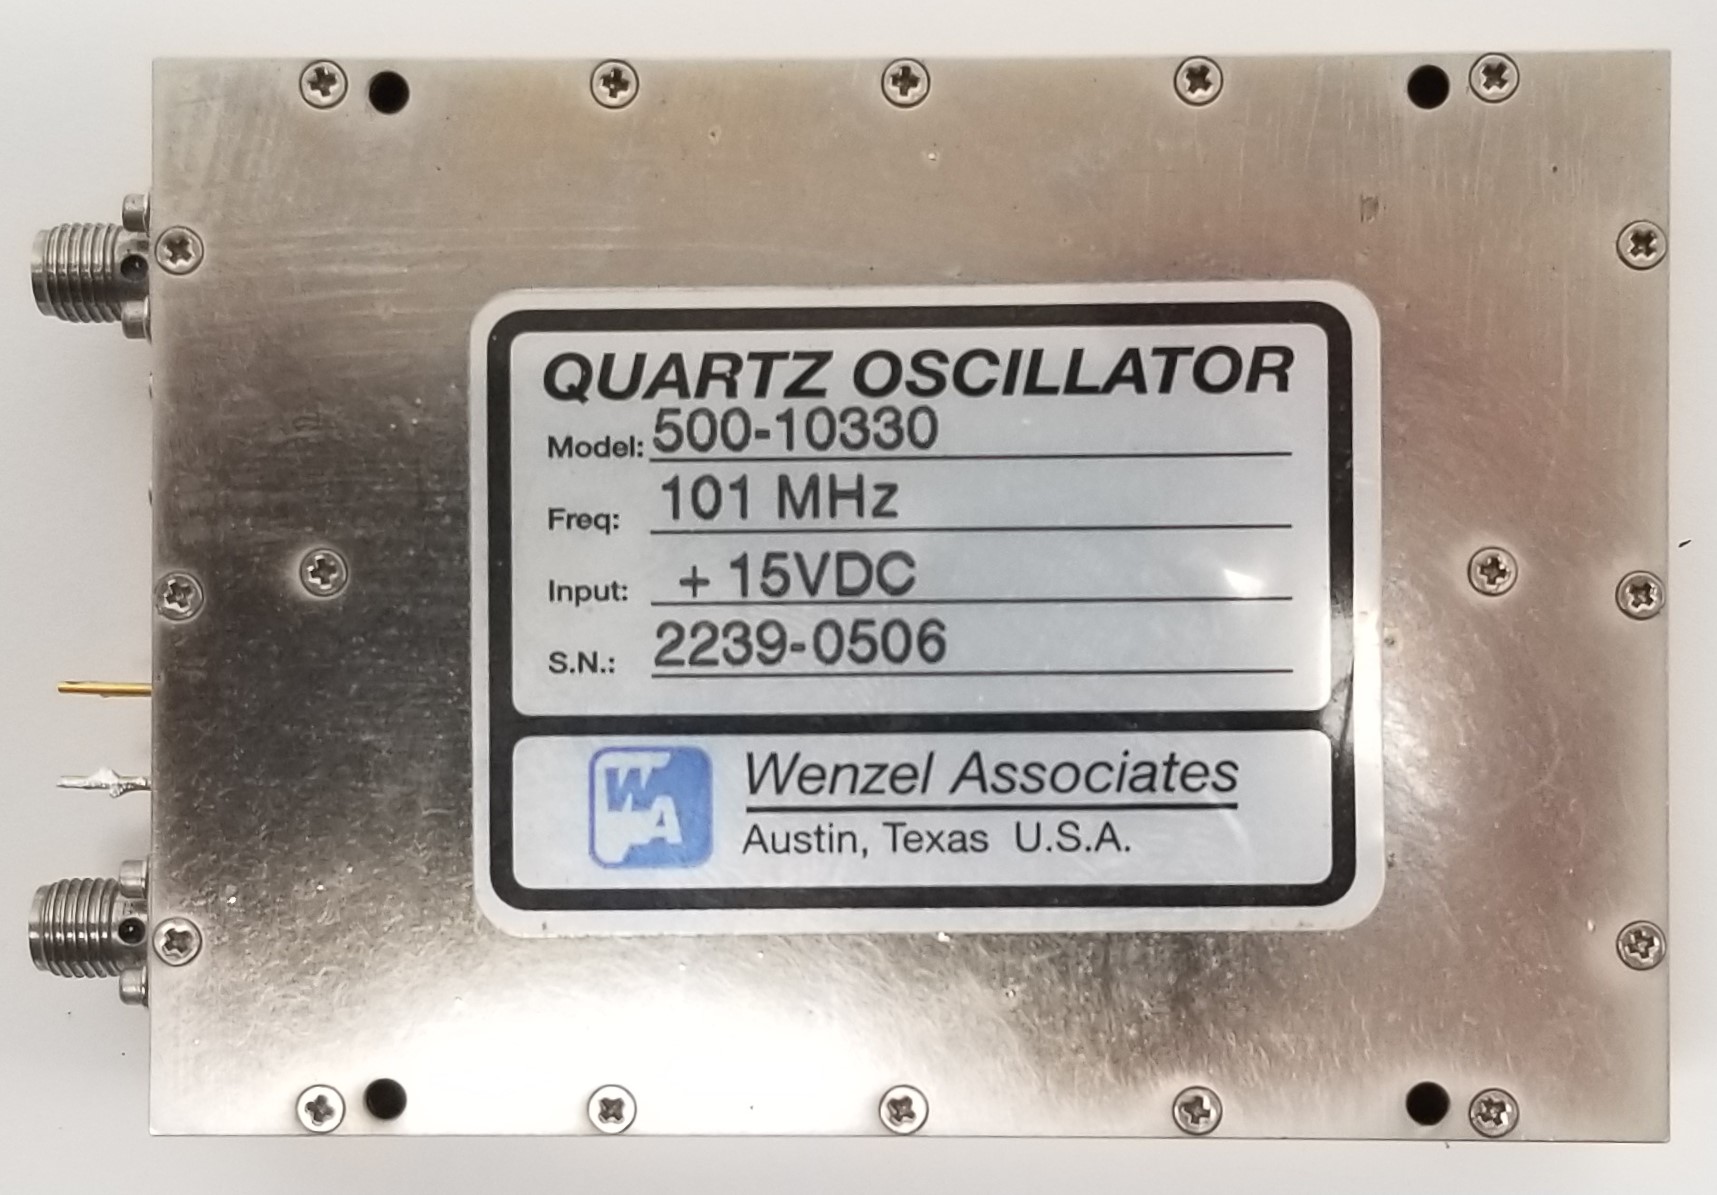 QUARTZ OSCILLATOR
Model: 500-10330
Freq: 101 MHz
Input: + 15VDC
S.N.: 2239-0506
WA
Wenzel Associates
Austin, Texas U.S.A.